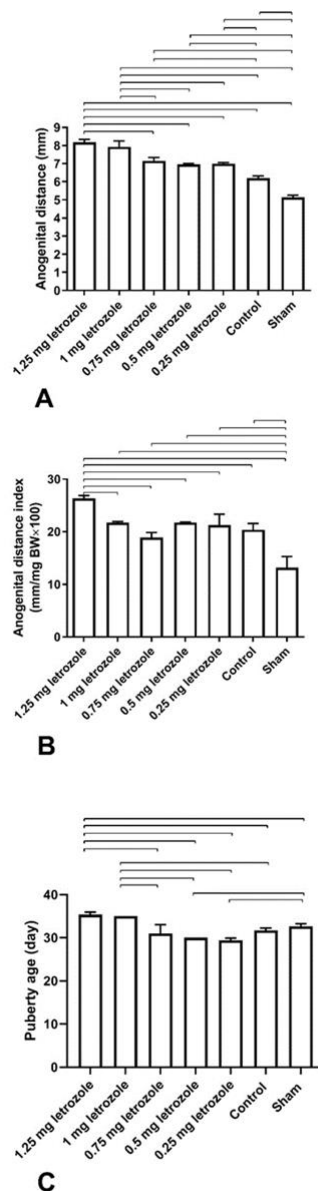 Anogenital distance (mm)
9
8
7
6
5
4
3
2
1
0
1.25 mg letrozole
1 mg letrozole
0.75 mg letrozole
0.5 mg letrozole
0.25 mg letrozole
Control
Sham
A
Anogenital distance index
(mm/mg BW×100)
30
20
10
0
1.25 mg letrozole
1 mg letrozole
0.75 mg letrozole
0.5 mg letrozole
0.25 mg letrozole
Control
Sham
B
Puberty age (day)
40
30
20
10
0
1.25 mg letrozole
1 mg letrozole
0.75 mg letrozole
0.5 mg letrozole
0.25 mg letrozole
Control
Sham
C